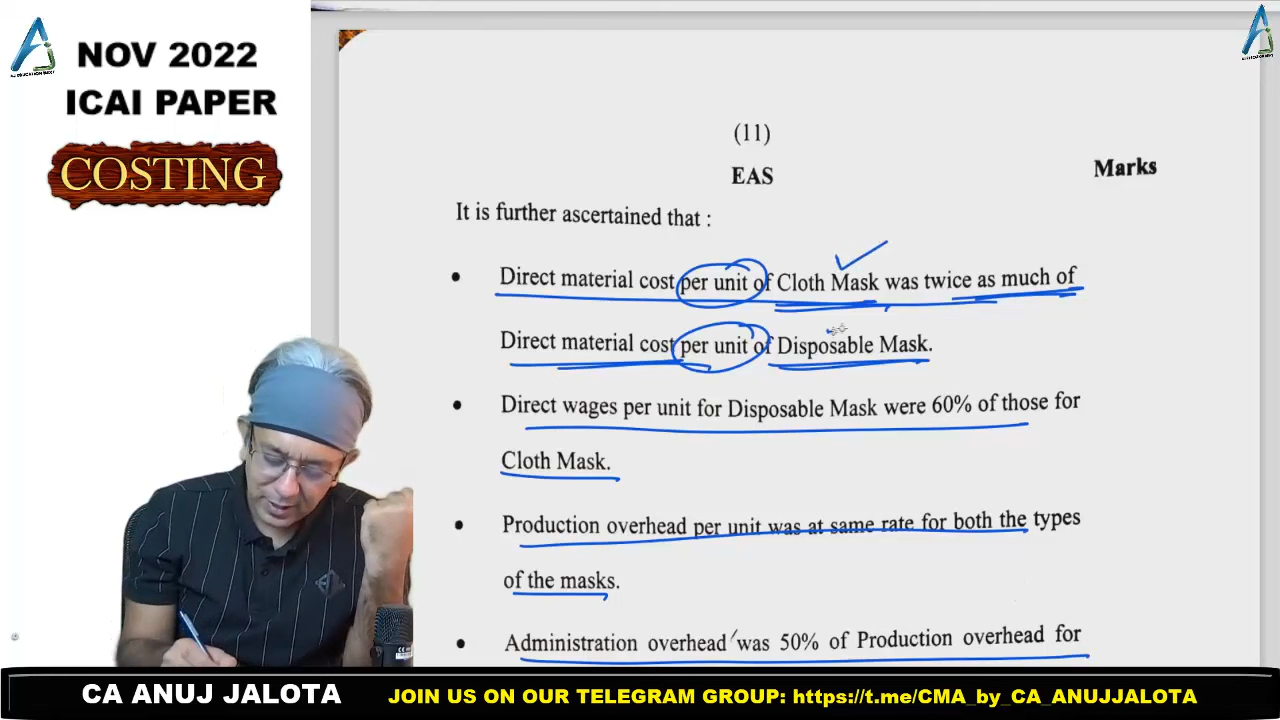 NOV 2022
ICAI PAPER
COSTING
(11)
EAS
Marks
It is further ascertained that :
• Direct material cost per unit of Cloth Mask was twice as much of
Direct material cost per unit of Disposable Mask.
• Direct wages per unit for Disposable Mask were 60% of those for
Cloth Mask.
• Production overhead per unit was at same rate for both the types
of the masks.
• Administration overhead was 50% of Production overhead for
CA ANUJ JALOTA
JOIN US ON OUR TELEGRAM GROUP: https://t.me/CMA_by_CA_ANUJJALOTA